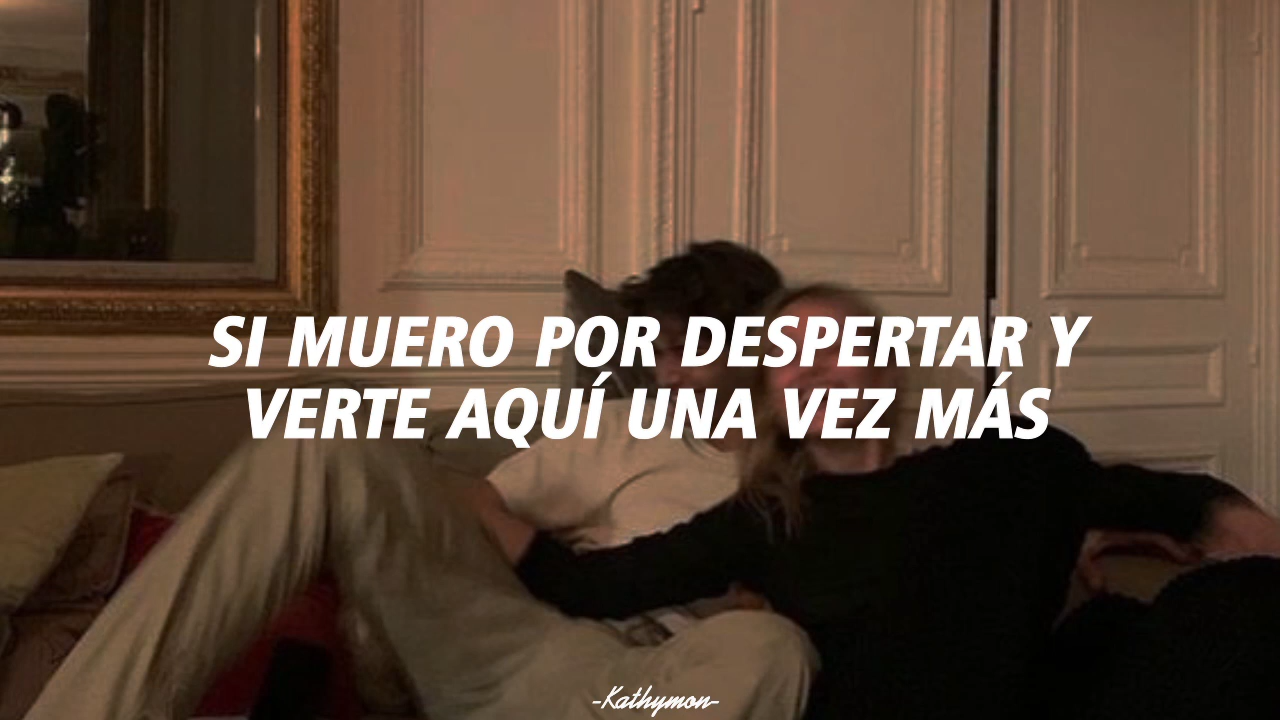 SI MUERO POR DESPERTAR Y
VERTE AQUÍ UNA VEZ MÁS
-Kathymon-